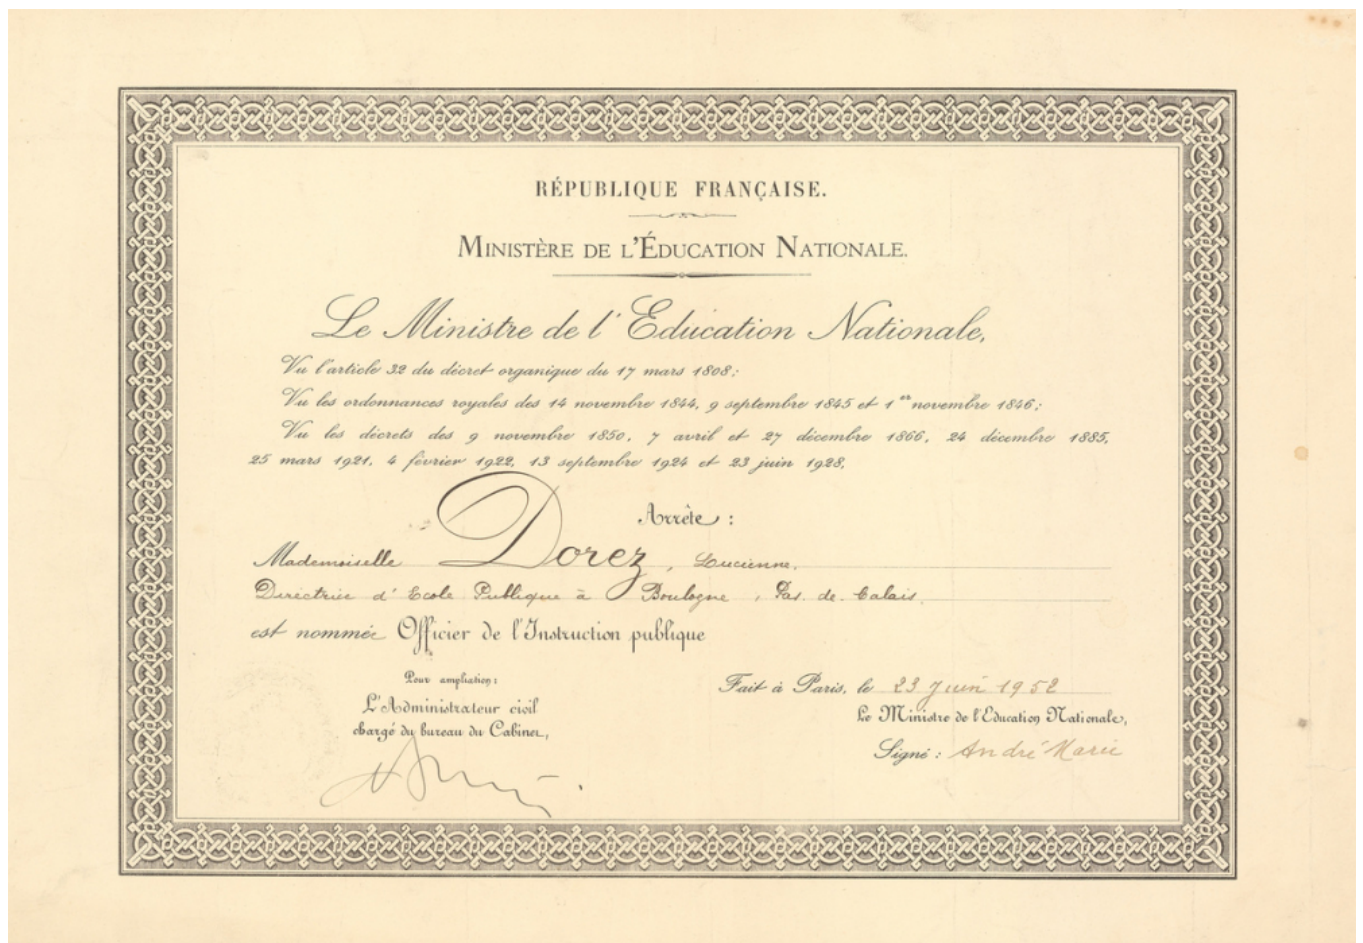 RÉPUBLIQUE FRANÇAISE.
MINISTÈRE DE L'ÉDUCATION NATIONALE.
Le Ministre de l'Education Nationale,
Vu l'article 32 du décret organique du 17 mars 1808;
Vu les ordonnances royales des 14 novembre 1844, 9 septembre 1845 et 1er novembre 1846;
Vu les décrets des 9 novembre 1850, 7 avril et 27 décembre 1866, 24 décembre 1885,
25 mars 1921, 4 février 1922, 13 septembre 1924 et 23 juin 1928,
Arrête :
Mademoiselle Dorez, Lucienne,
Directrice d'Ecole Publique à Boulogne, Pas. de. Calais.
est nommée Officier de l'Instruction publique
Pour ampliation :
L'Administrateur civil
chargé du bureau du Cabinet,
Fait à Paris, le 23 Juin 1952
Le Ministre de l'Education Nationale,
Signé : André Marie